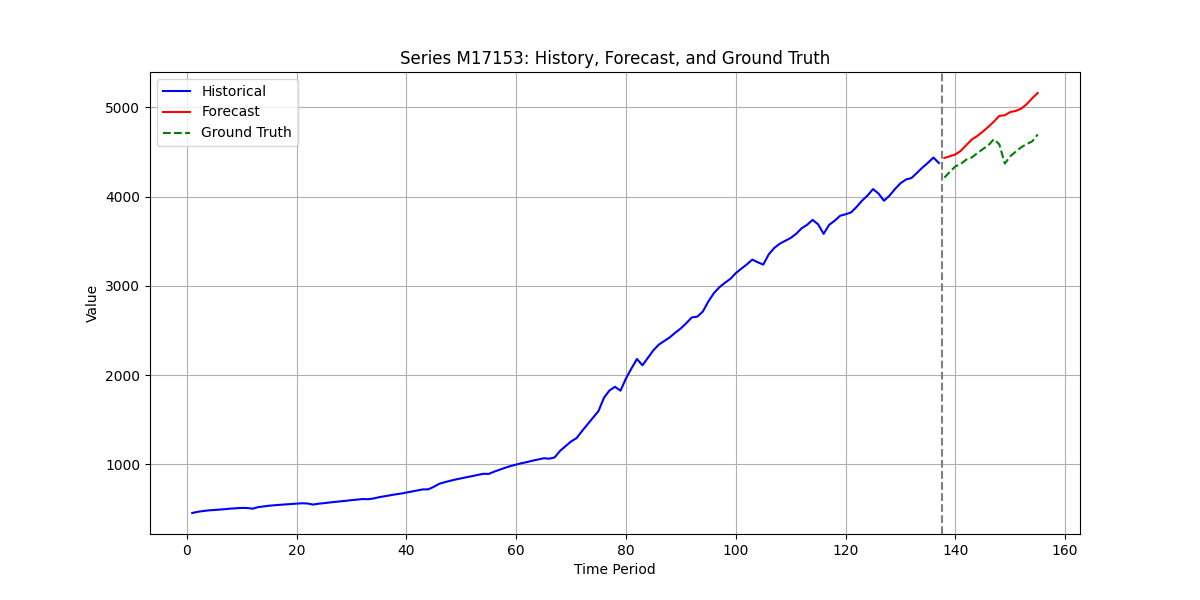 Series M17153: History, Forecast, and Ground Truth
Historical
Forecast
Ground Truth
5000
4000
3000
2000
1000
Value
0 20 40 60 80 100 120 140 160
Time Period